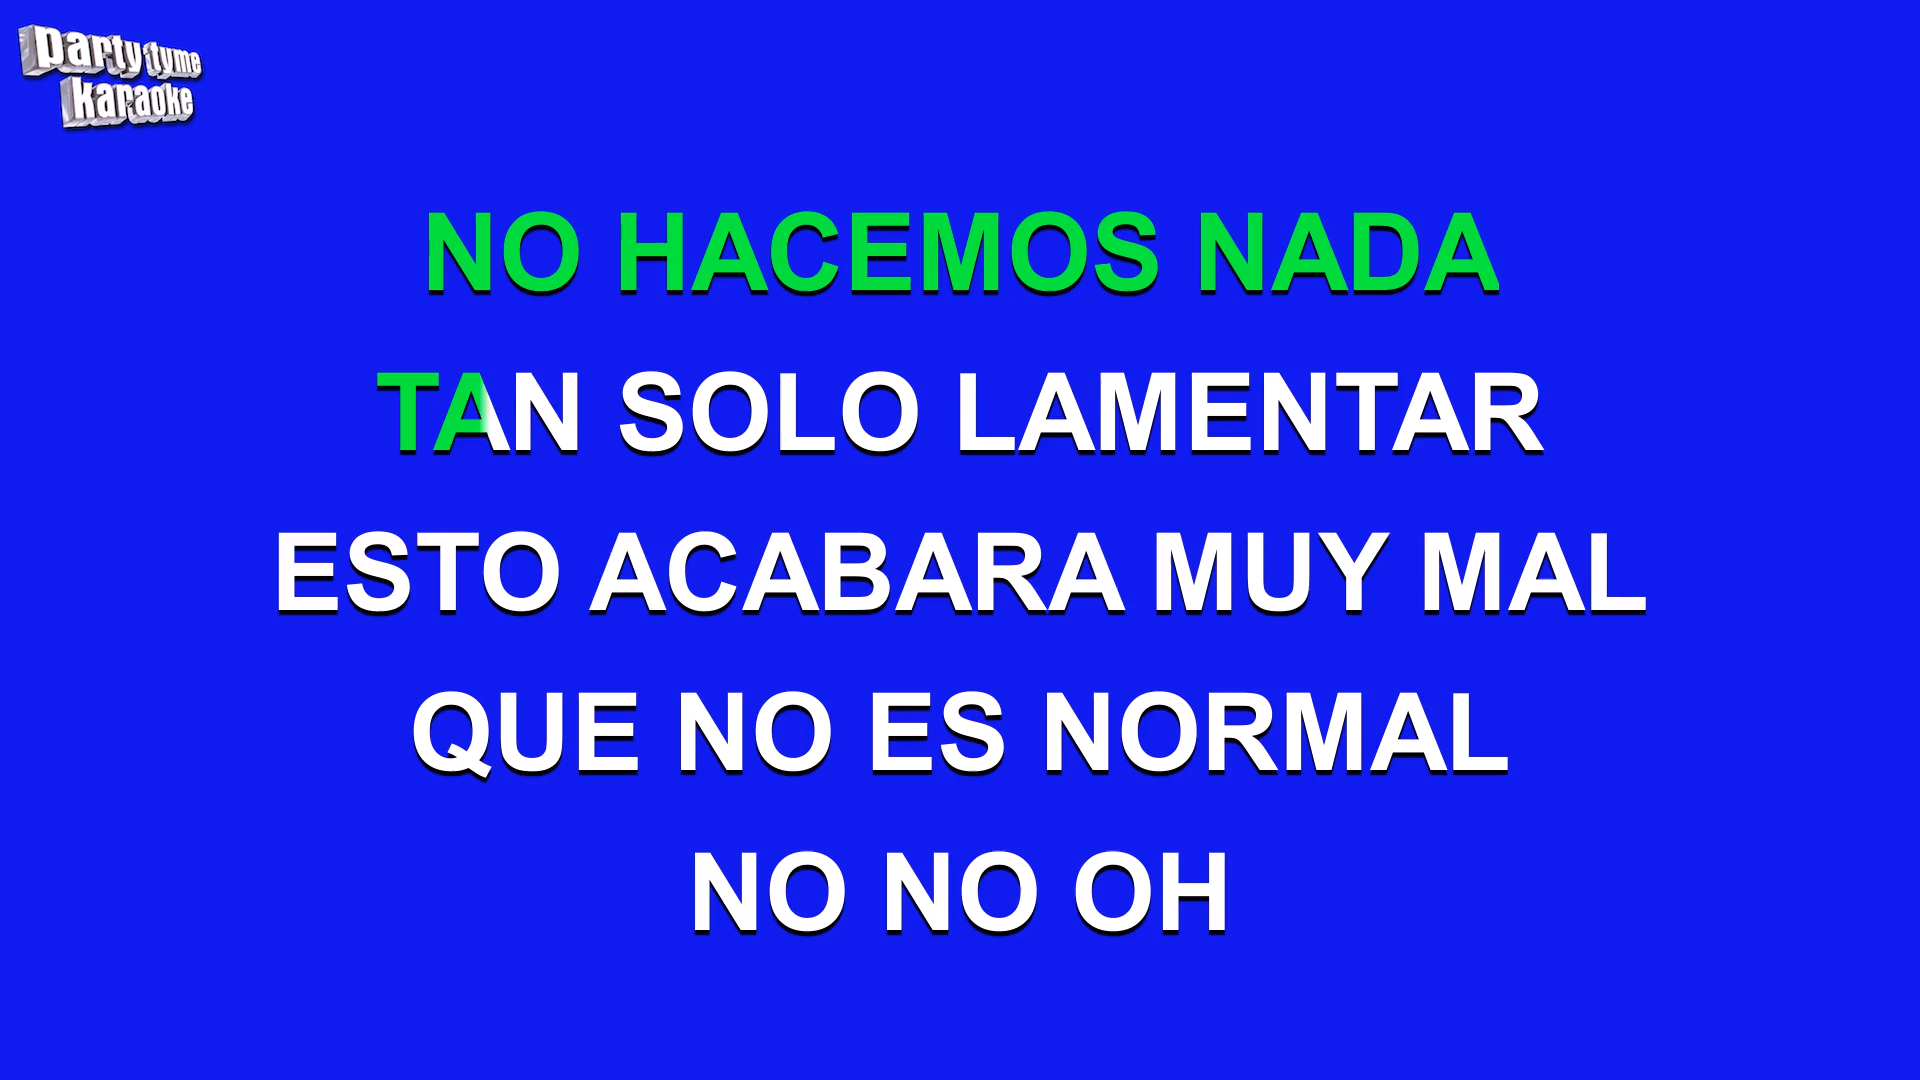 party tyme
karaoke
NO HACEMOS NADA
TAN SOLO LAMENTAR
ESTO ACABARA MUY MAL
QUE NO ES NORMAL
NO NO OH